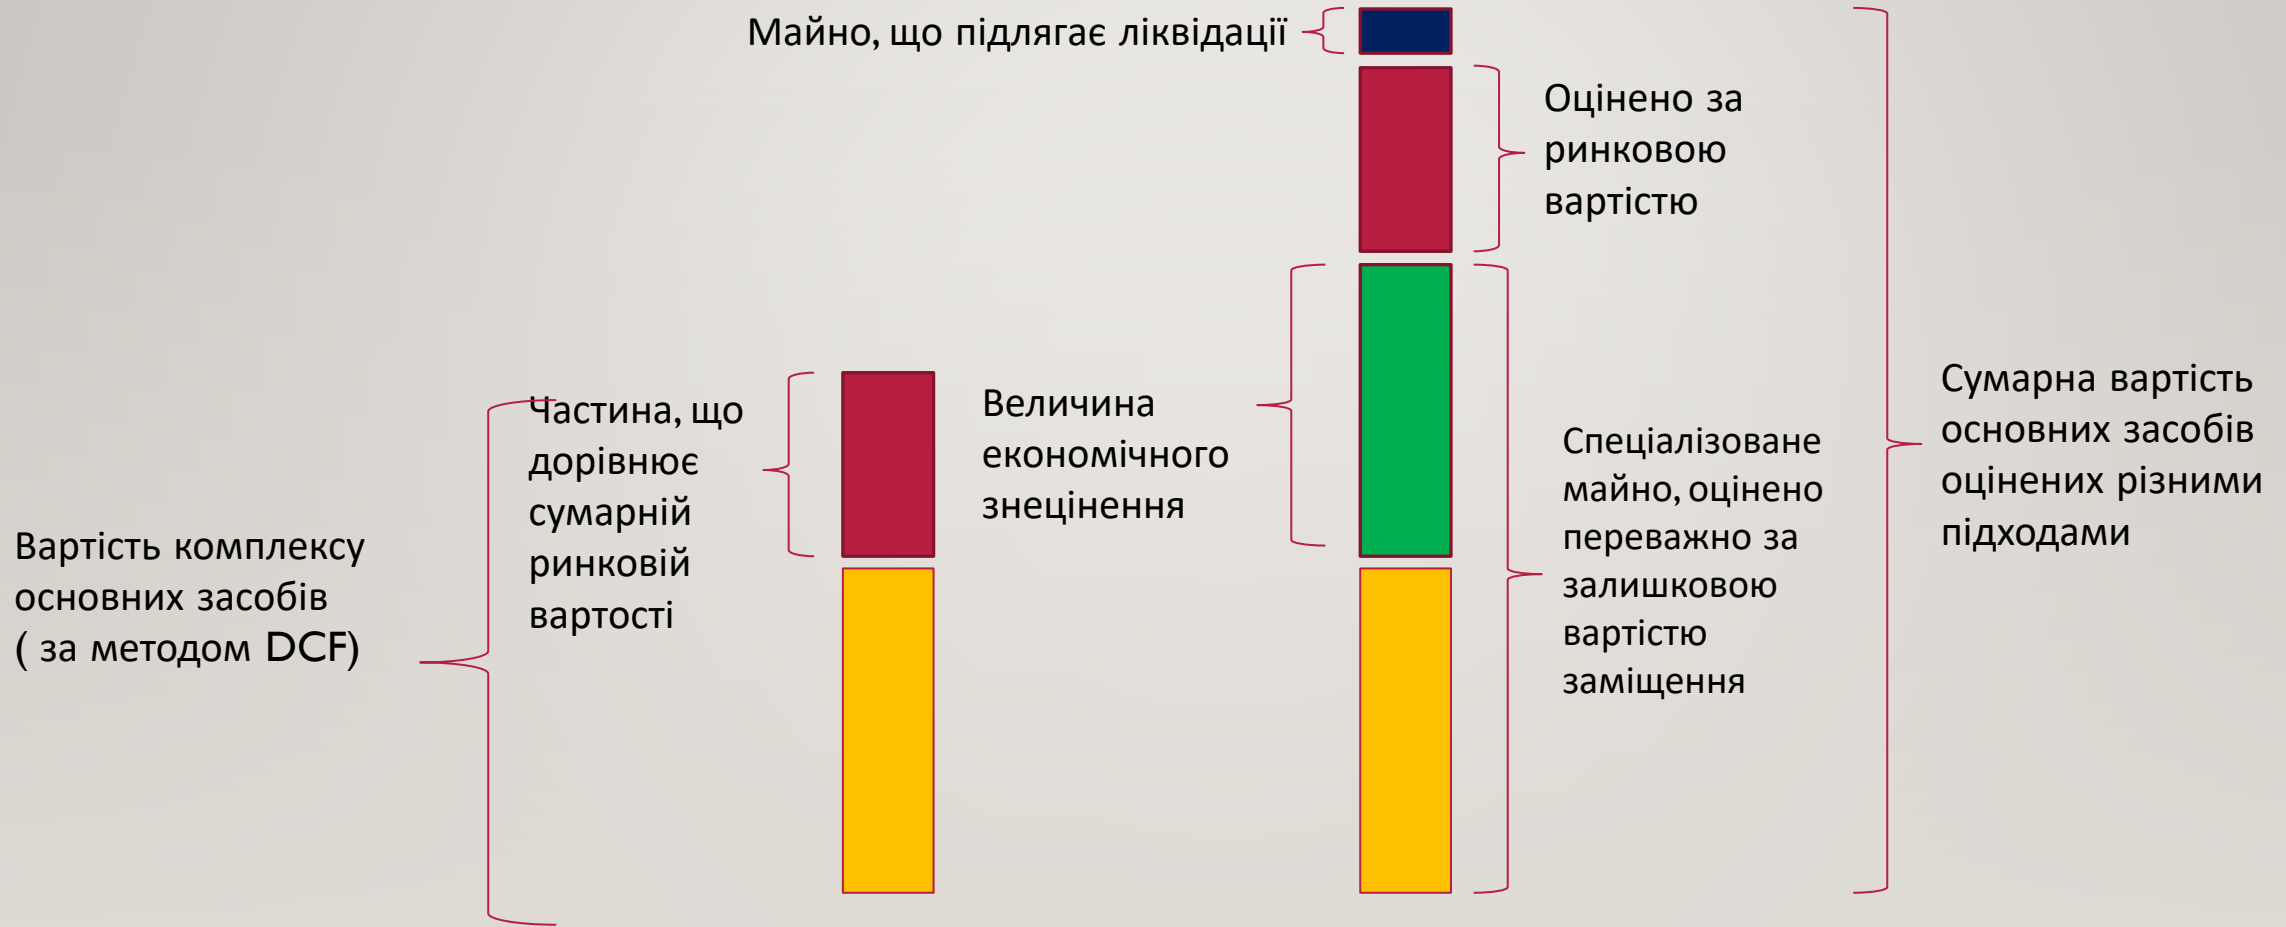 Майно, що підлягає ліквідації
Оцінено за
ринковою
вартістю
Частина, що
дорівнює
сумарній
ринковій
вартості
Величина
економічного
знецінення
Вартість комплексу
основних засобів
( за методом DCF)
Спеціалізоване
майно, оцінено
переважно за
залишковою
вартістю
заміщення
Сумарна вартість
основних засобів
оцінених різними
підходами